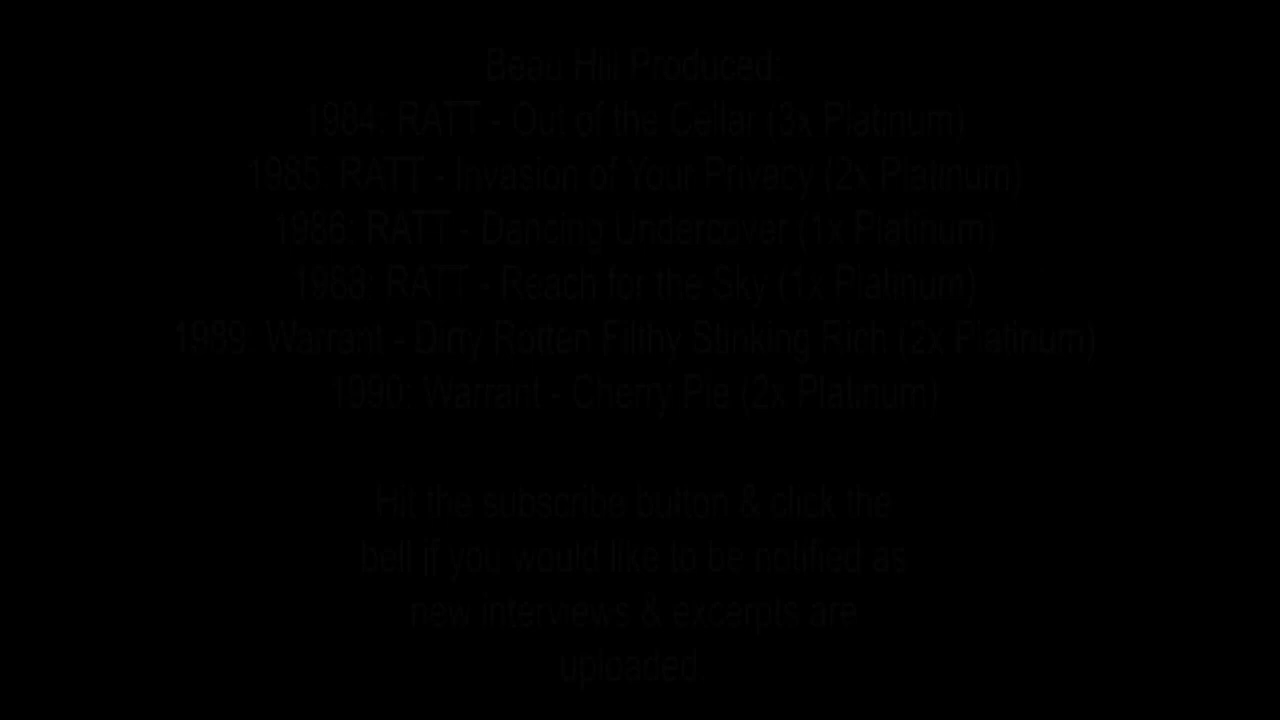 Beau Hill Produced:
1984: RATT - Out of the Cellar (3x Platinum)
1985: RATT - Invasion of Your Privacy (2x Platinum)
1986: RATT - Dancing Undercover (1x Platinum)
1988: RATT - Reach for the Sky (1x Platinum)
1989: Warrant - Dirty Rotten Filthy Stinking Rich (2x Platinum)
1990: Warrant - Cherry Pie (2x Platinum)
Hit the subscribe button & click the
bell if you would like to be notified as
new interviews & excerpts are
uploaded.